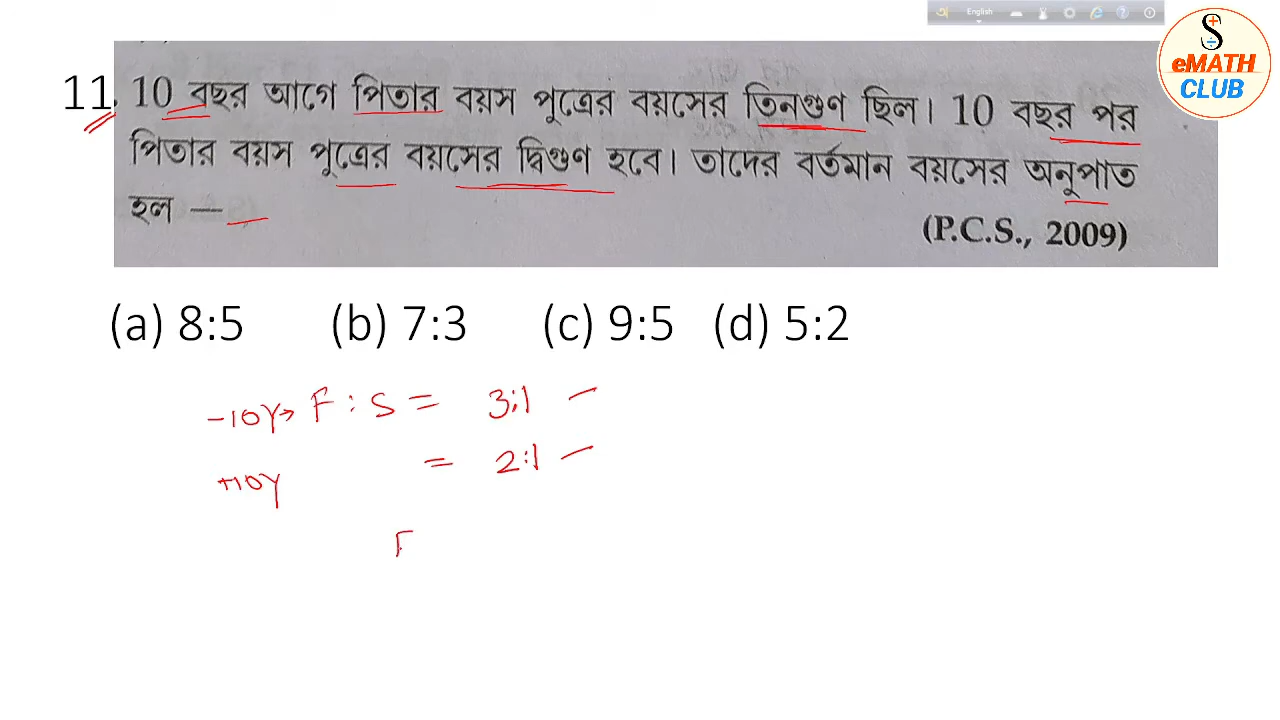 English
S
eMATH
CLUB
11. 10 বছর আগে পিতার বয়স পুত্রের বয়সের তিনগুণ ছিল। 10 বছর পর
পিতার বয়স পুত্রের বয়সের দ্বিগুণ হবে। তাদের বর্তমান বয়সের অনুপাত
হল —
(P.C.S., 2009)
(a) 8:5 (b) 7:3 (c) 9:5 (d) 5:2
-10Y→ F : S = 3:1 —
+10Y = 2:1 —
F